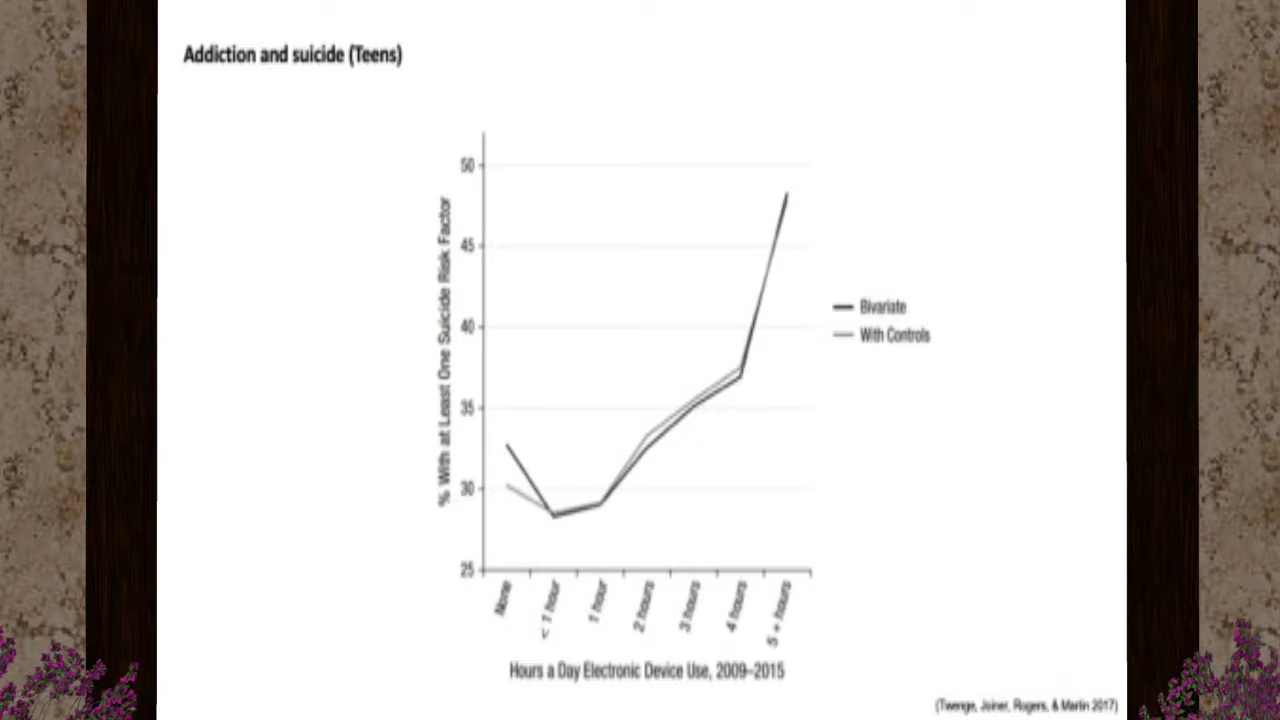 Addiction and suicide (Teens)
% With at Least One Suicide Risk Factor
50
45
40
35
30
25
None
< 1 hour
1 hour
2 hours
3 hours
4 hours
5 + hours
Hours a Day Electronic Device Use, 2009–2015
Bivariate
With Controls
(Twenge, Joiner, Rogers, & Martin 2017)